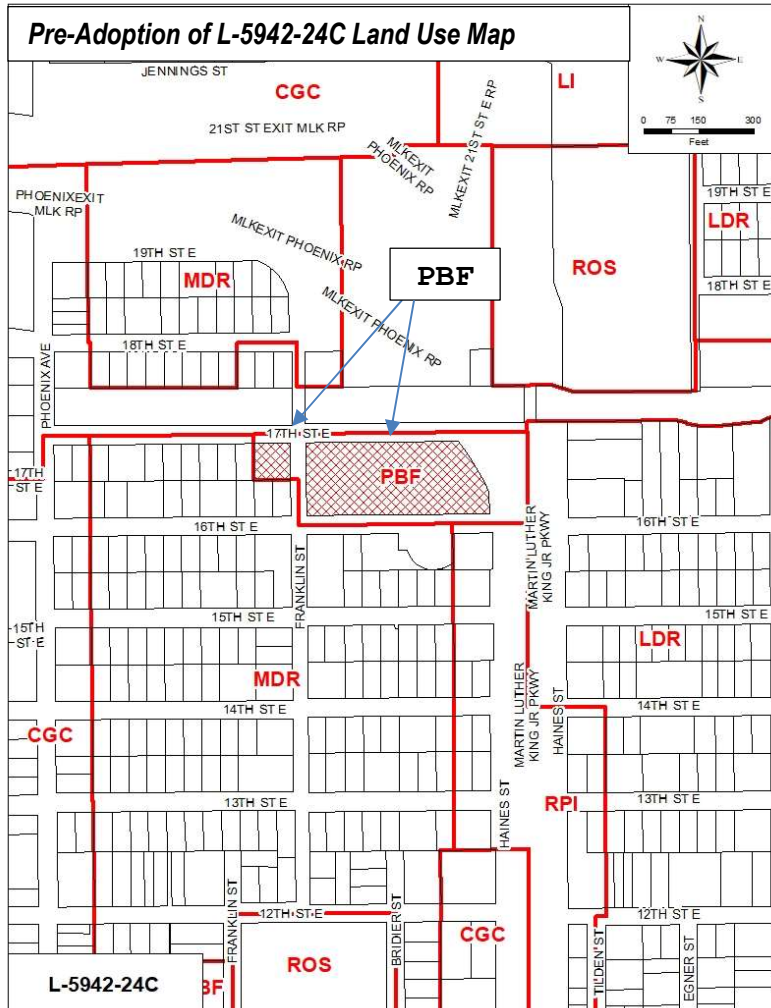 Pre-Adoption of L-5942-24C Land Use Map
N
W E
S
0 75 150 300
Feet
JENNINGS ST
CGC
LI
21ST ST EXIT MLK RP
MLKEXIT
PHOENIX RP
MLKEXIT 21ST ST E RP
PHOENIXEXIT
MLK RP
19TH ST E
LDR
MLKEXIT PHOENIX RP
19TH ST E
MDR
PBF
ROS
18TH ST E
MLKEXIT PHOENIX RP
18TH ST E
PHOENIX AVE
17TH ST E
17TH
ST E
PBF
16TH ST E
16TH ST E
MARTIN LUTHER
KING JR PKWY
FRANKLIN ST
15TH ST E
15TH ST E
15TH
ST E
LDR
MDR
14TH ST E
14TH ST E
MARTIN LUTHER
KING JR PKWY
HAINES ST
CGC
13TH ST E
RPI
13TH ST E
HAINES ST
FRANKLIN ST
12TH ST E
BRIDIER ST
CGC
12TH ST E
TILDEN ST
EGNER ST
ROS
L-5942-24C
BF